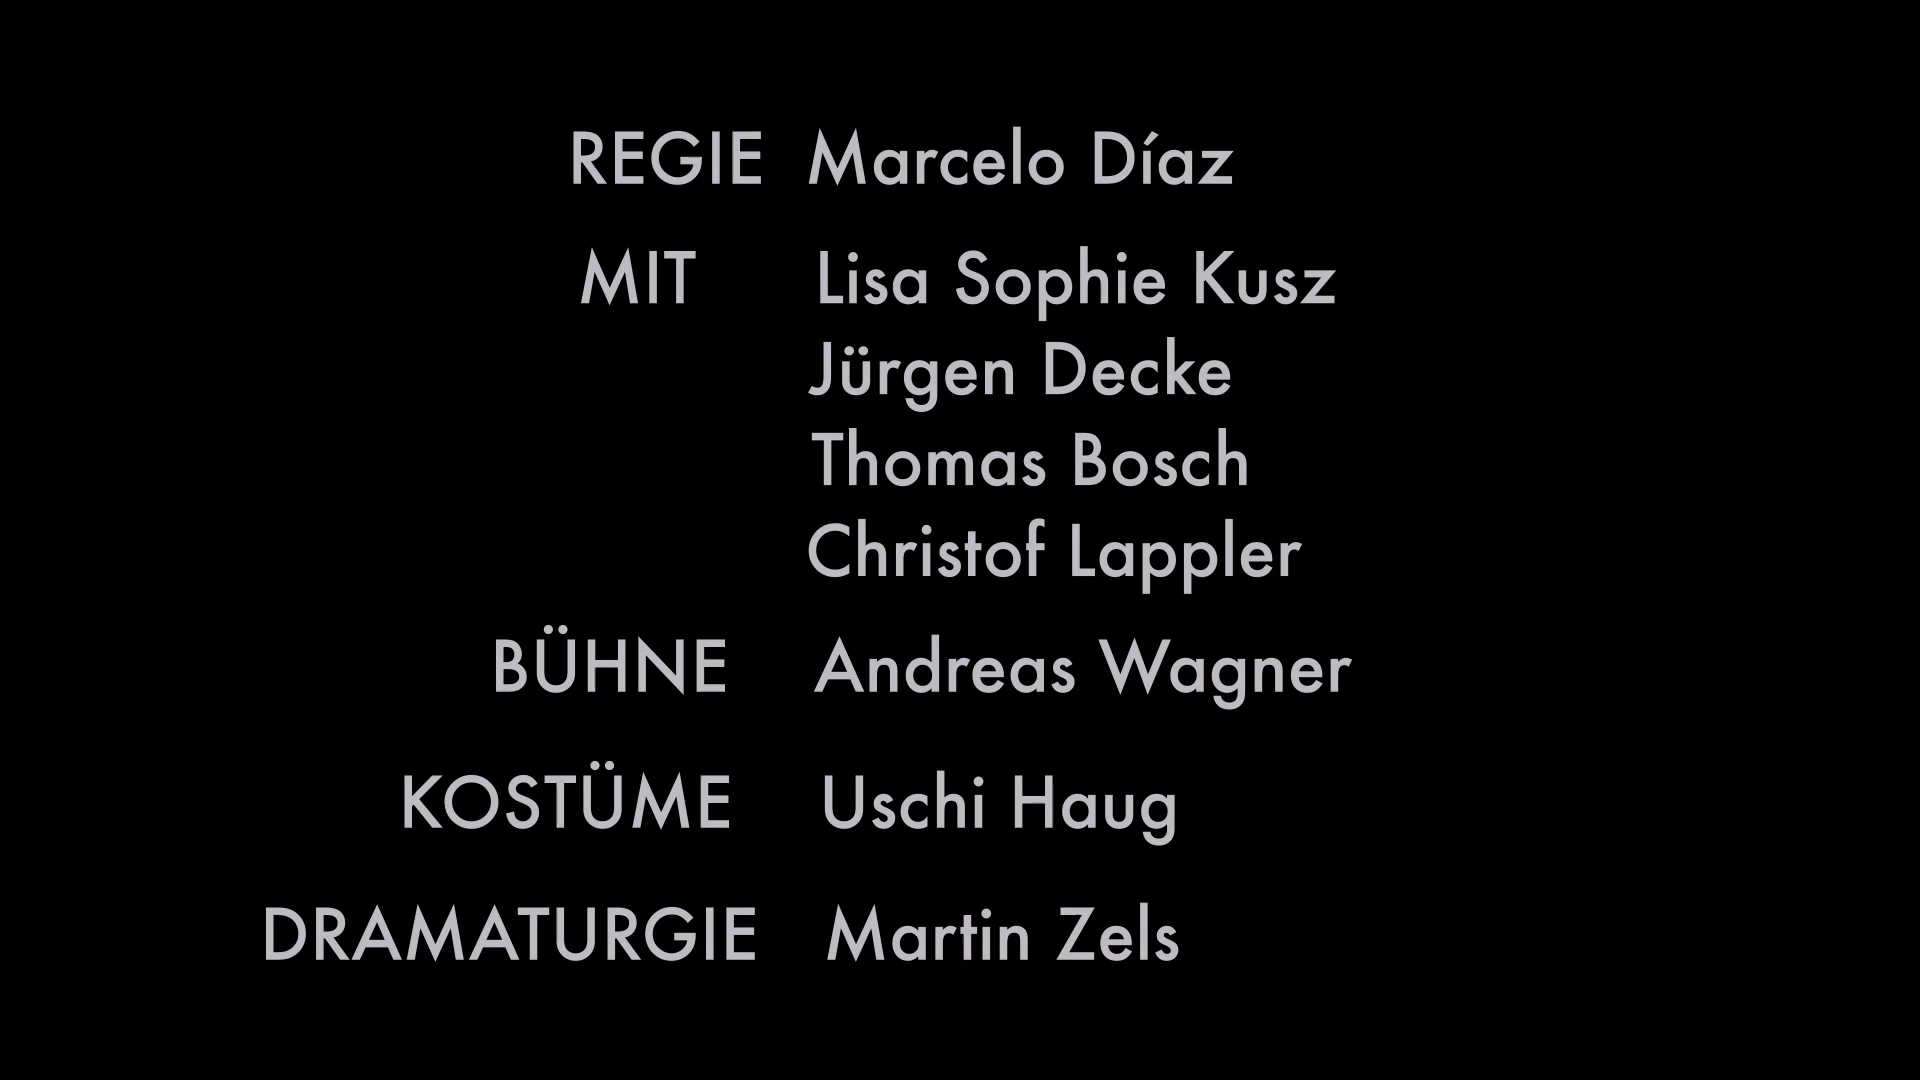 REGIE Marcelo Díaz
MIT Lisa Sophie Kusz
Jürgen Decke
Thomas Bosch
Christof Lappler
BÜHNE Andreas Wagner
KOSTÜME Uschi Haug
DRAMATURGIE Martin Zels